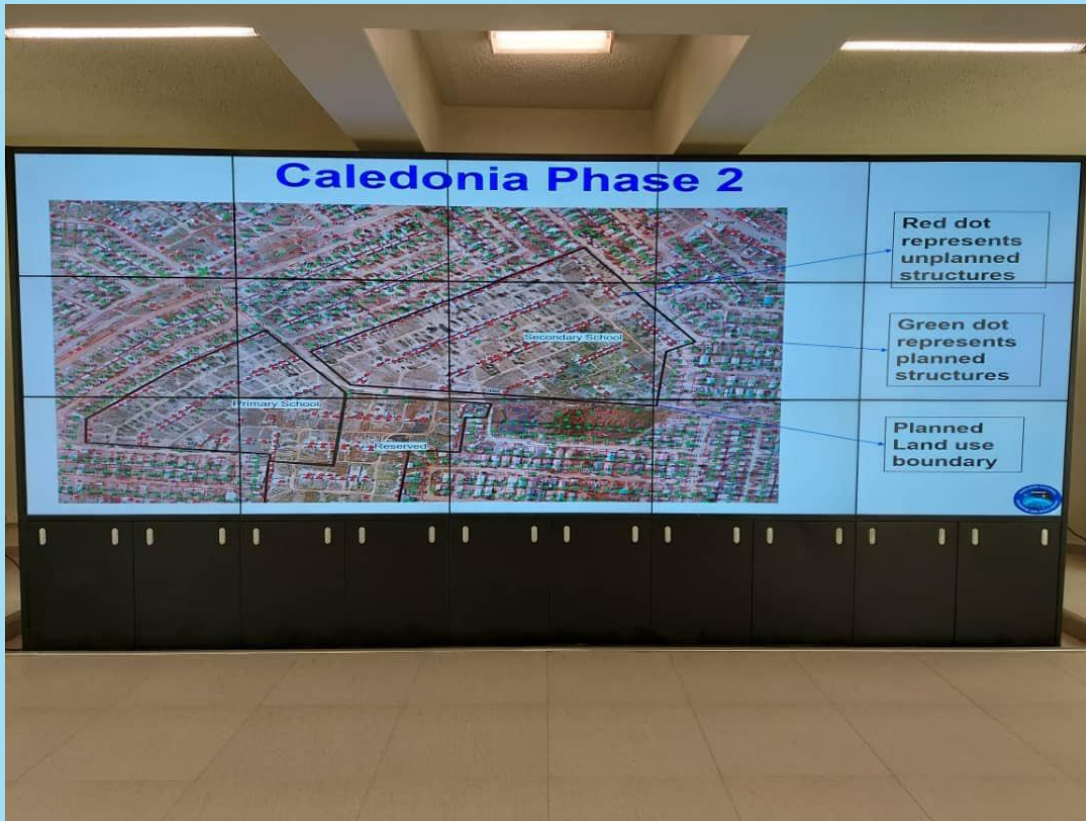 Caledonia Phase 2
Red dot
represents
unplanned
structures
Secondary School
Green dot
represents
planned
structures
Primary School
Reserved
Planned
Land use
boundary